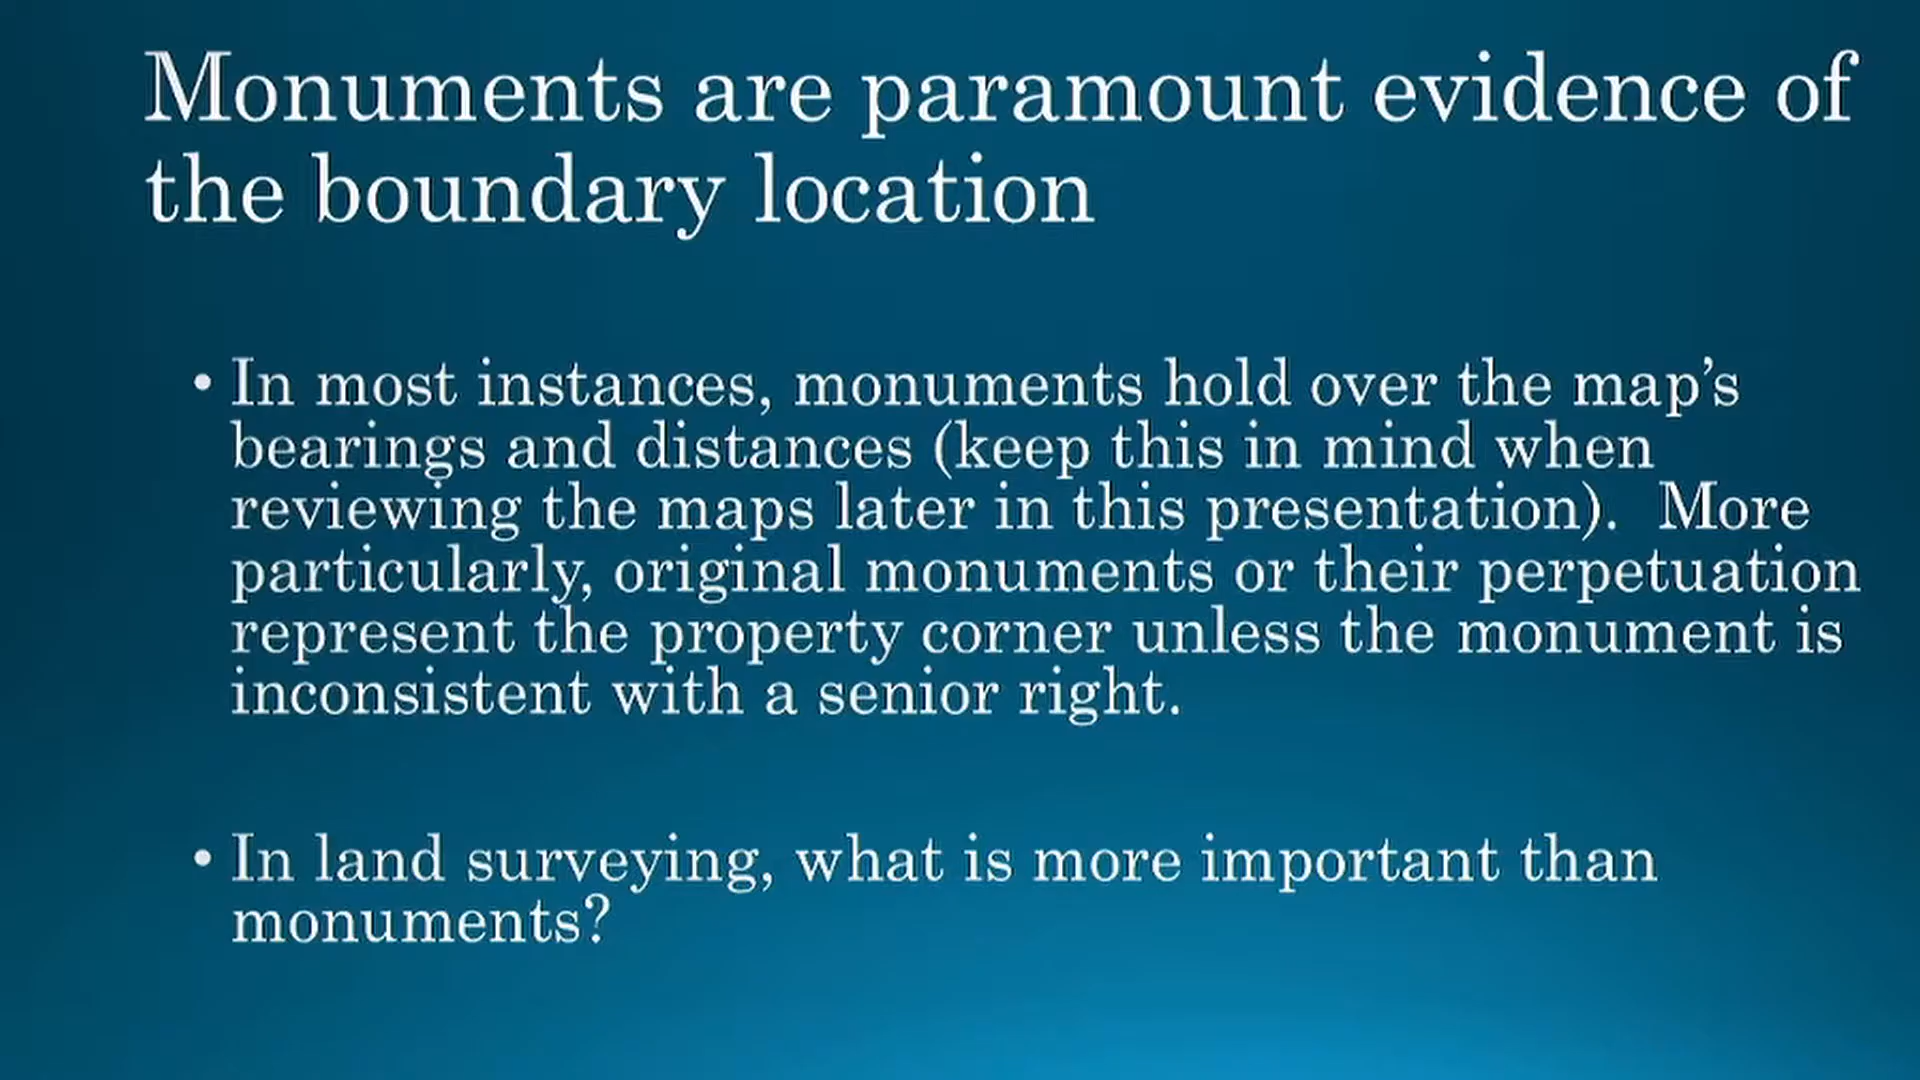 Monuments are paramount evidence of
the boundary location
• In most instances, monuments hold over the map’s
bearings and distances (keep this in mind when
reviewing the maps later in this presentation).  More
particularly, original monuments or their perpetuation
represent the property corner unless the monument is
inconsistent with a senior right.
• In land surveying, what is more important than
monuments?